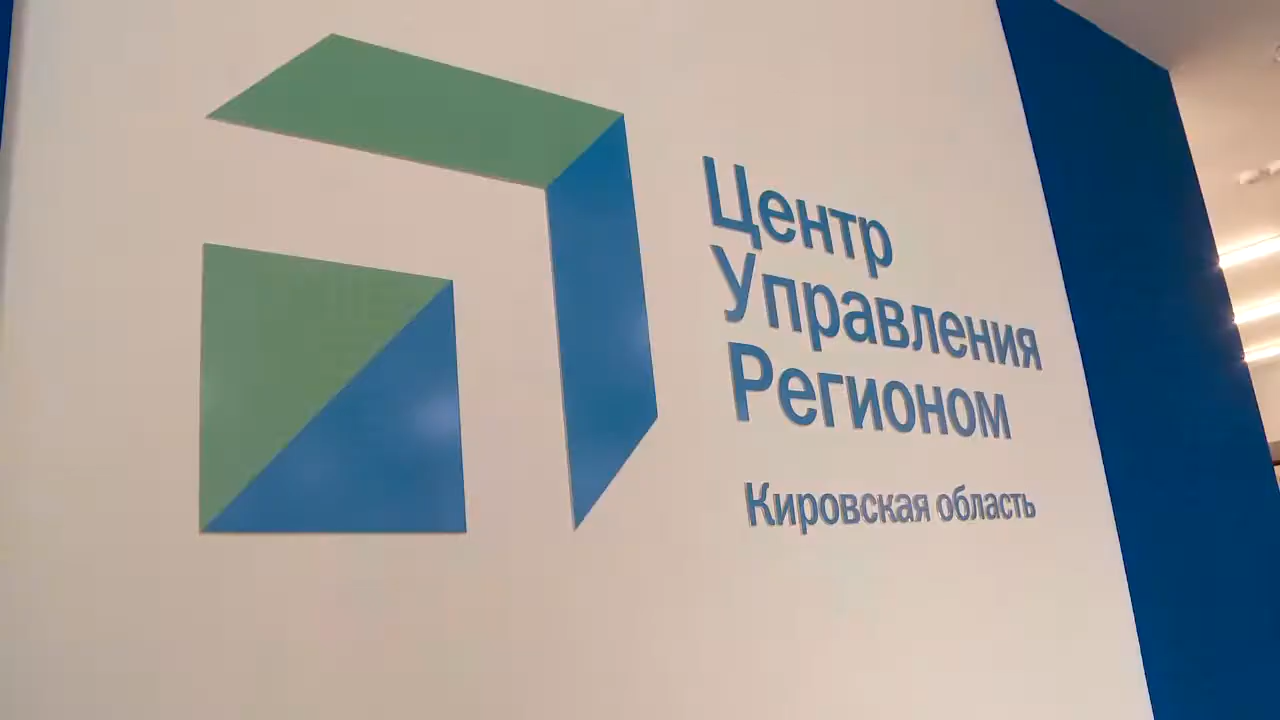 Центр
Управления
Регионом
Кировская область